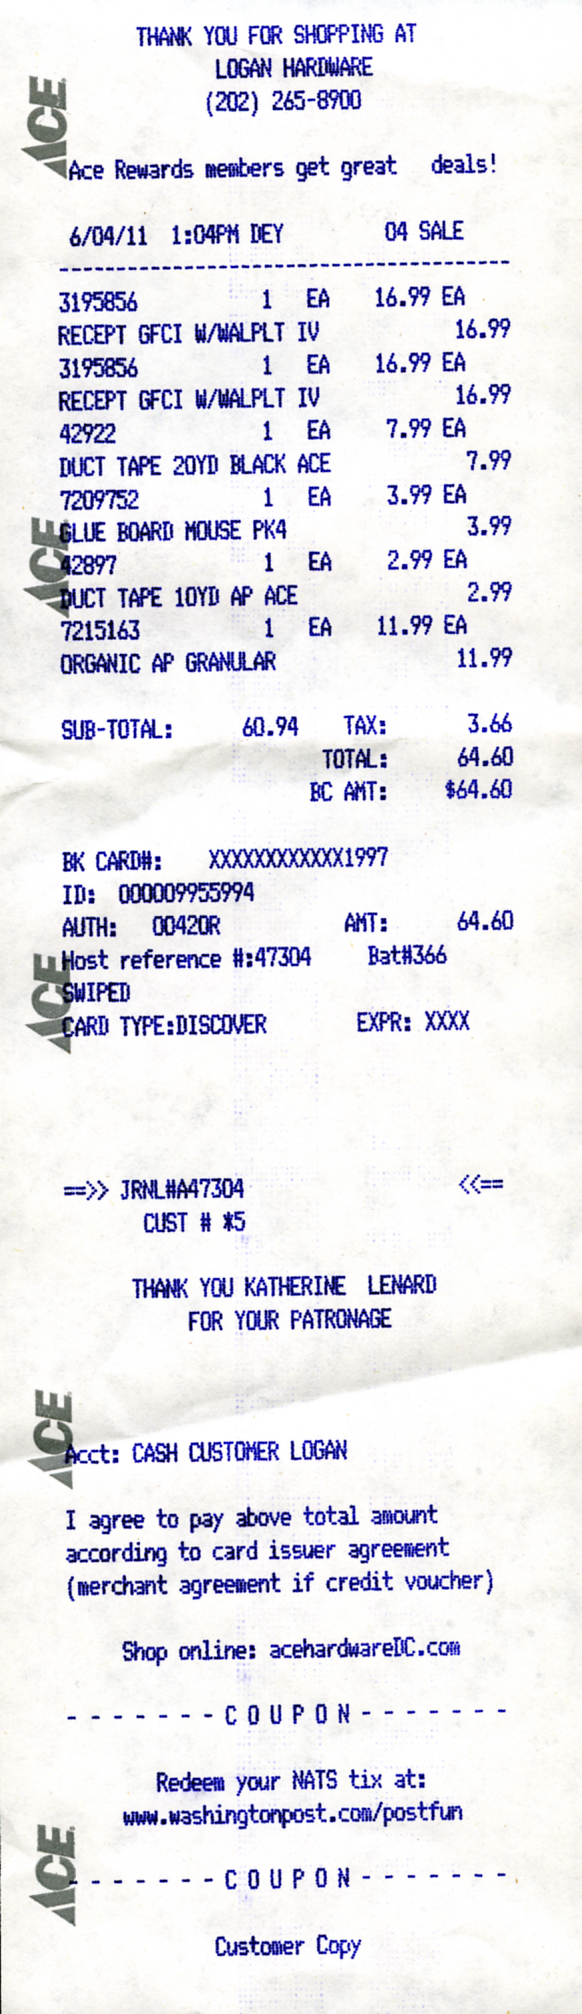 THANK YOU FOR SHOPPING AT
LOGAN HARDWARE
(202) 265-8900
ACE
Ace Rewards members get great deals!
6/04/11 1:04PM DEY 04 SALE
----------------------------------------
3195856 1 EA 16.99 EA
RECEPT GFCI W/WALPLT IV 16.99
3195856 1 EA 16.99 EA
RECEPT GFCI W/WALPLT IV 16.99
42922 1 EA 7.99 EA
DUCT TAPE 20YD BLACK ACE 7.99
7209752 1 EA 3.99 EA
GLUE BOARD MOUSE PK4 3.99
ACE
42897 1 EA 2.99 EA
DUCT TAPE 10YD AP ACE 2.99
7215163 1 EA 11.99 EA
ORGANIC AP GRANULAR 11.99
SUB-TOTAL: 60.94 TAX: 3.66
TOTAL: 64.60
BC AMT: $64.60
BK CARD#: XXXXXXXXXXXX1997
ID: 000009955994
AUTH: 00420R AMT: 64.60
Host reference #:47304 Bat#366
ACE
SWIPED
CARD TYPE:DISCOVER EXPR: XXXX
==>> JRNL#A47304 <<==
CUST # *5
THANK YOU KATHERINE LENARD
FOR YOUR PATRONAGE
ACE
Acct: CASH CUSTOMER LOGAN
I agree to pay above total amount
according to card issuer agreement
(merchant agreement if credit voucher)
Shop online: acehardwareDC.com
- - - - - - - C O U P O N - - - - - - -
Redeem your NATS tix at:
www.washingtonpost.com/postfun
ACE
- - - - - - - C O U P O N - - - - - - -
Customer Copy